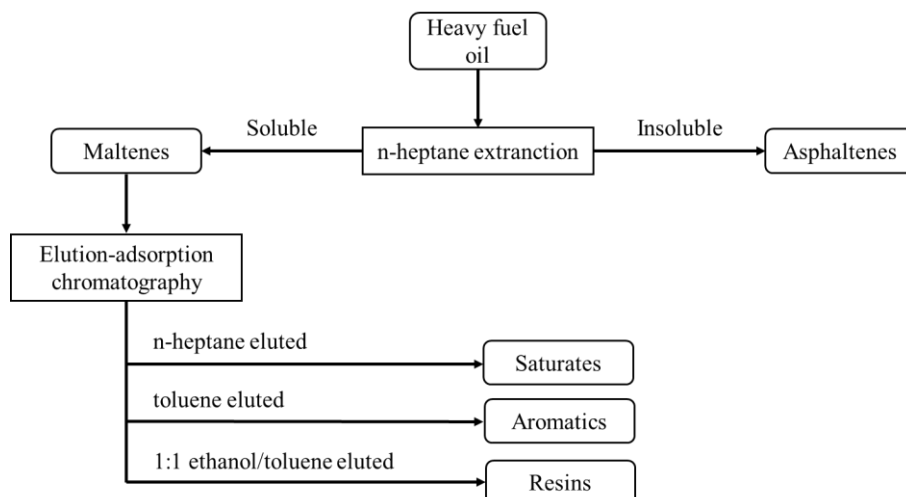 Heavy fuel
oil
Soluble
Insoluble
Maltenes
n-heptane extranction
Asphaltenes
Elution-adsorption
chromatography
n-heptane eluted
Saturates
toluene eluted
Aromatics
1:1 ethanol/toluene eluted
Resins